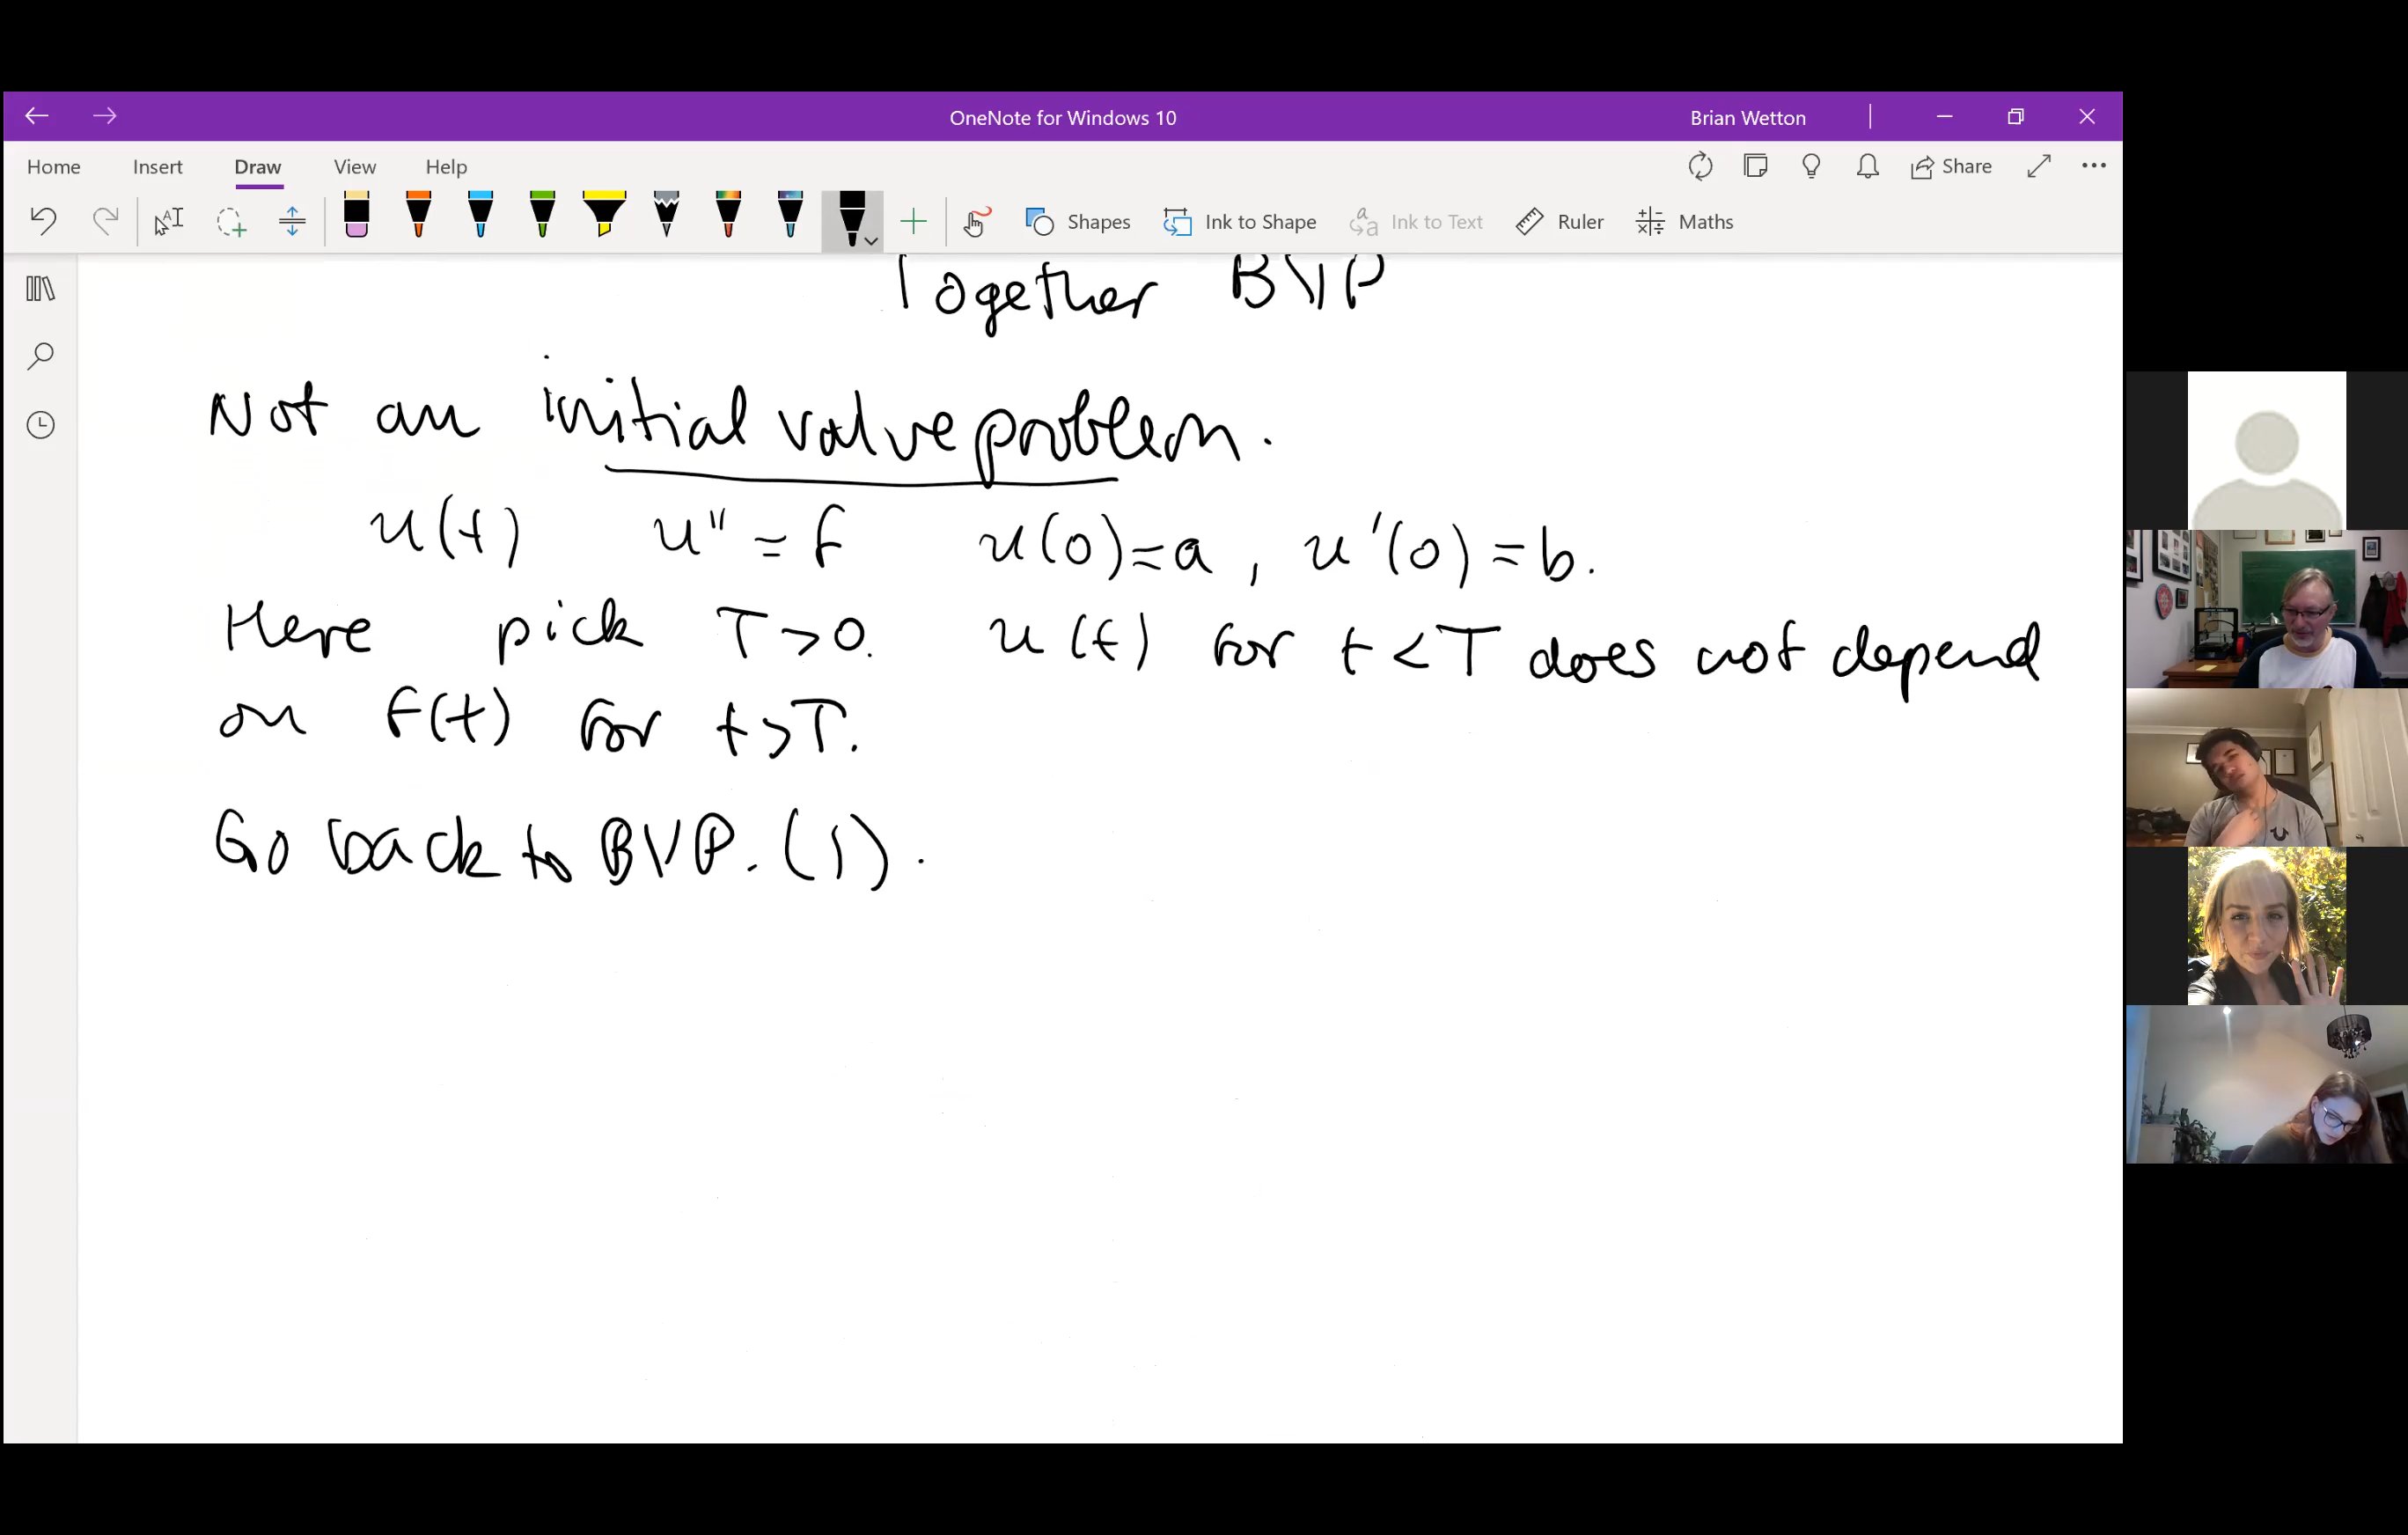 OneNote for Windows 10
Brian Wetton
Home Insert Draw View Help
Share
Shapes Ink to Shape Ink to Text Ruler Maths
Together BVP
Not an initial value problem.
u(t) u" = f u(0)=a, u'(0)=b.
Here pick T>0. u(t) for t<T does not depend
on f(t) for t>T.
Go back to BVP. (1).